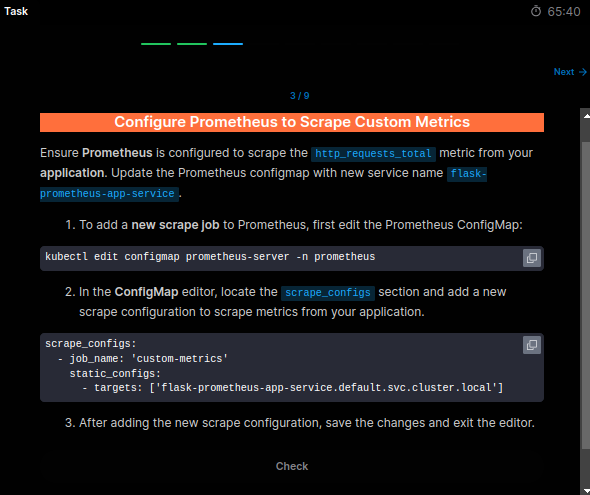 Task
65:40
Next →
3 / 9
Configure Prometheus to Scrape Custom Metrics
Ensure Prometheus is configured to scrape the http_requests_total metric from your
application. Update the Prometheus configmap with new service name flask-
prometheus-app-service.
1. To add a new scrape job to Prometheus, first edit the Prometheus ConfigMap:
kubectl edit configmap prometheus-server -n prometheus
2. In the ConfigMap editor, locate the scrape_configs section and add a new
scrape configuration to scrape metrics from your application.
scrape_configs:
  - job_name: 'custom-metrics'
    static_configs:
      - targets: ['flask-prometheus-app-service.default.svc.cluster.local']
3. After adding the new scrape configuration, save the changes and exit the editor.
Check